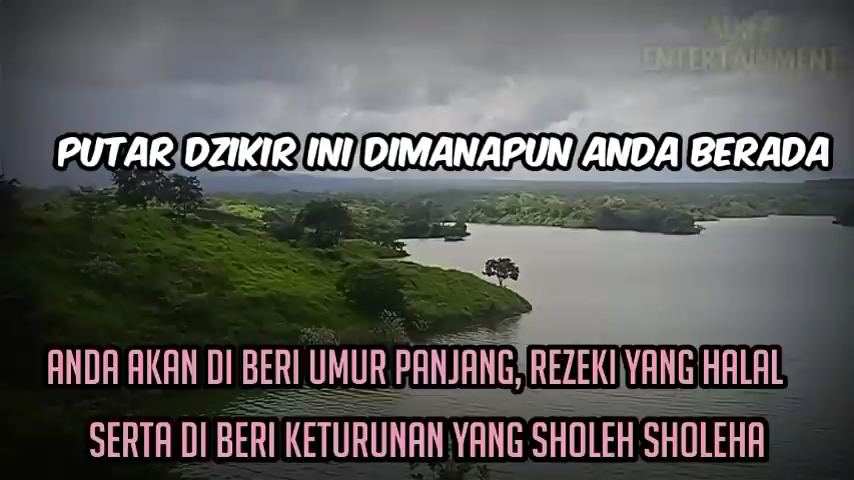 ENTERTAINMENT
PUTAR DZIKIR INI DIMANAPUN ANDA BERADA
ANDA AKAN DI BERI UMUR PANJANG, REZEKI YANG HALAL
SERTA DI BERI KETURUNAN YANG SHOLEH SHOLEHA